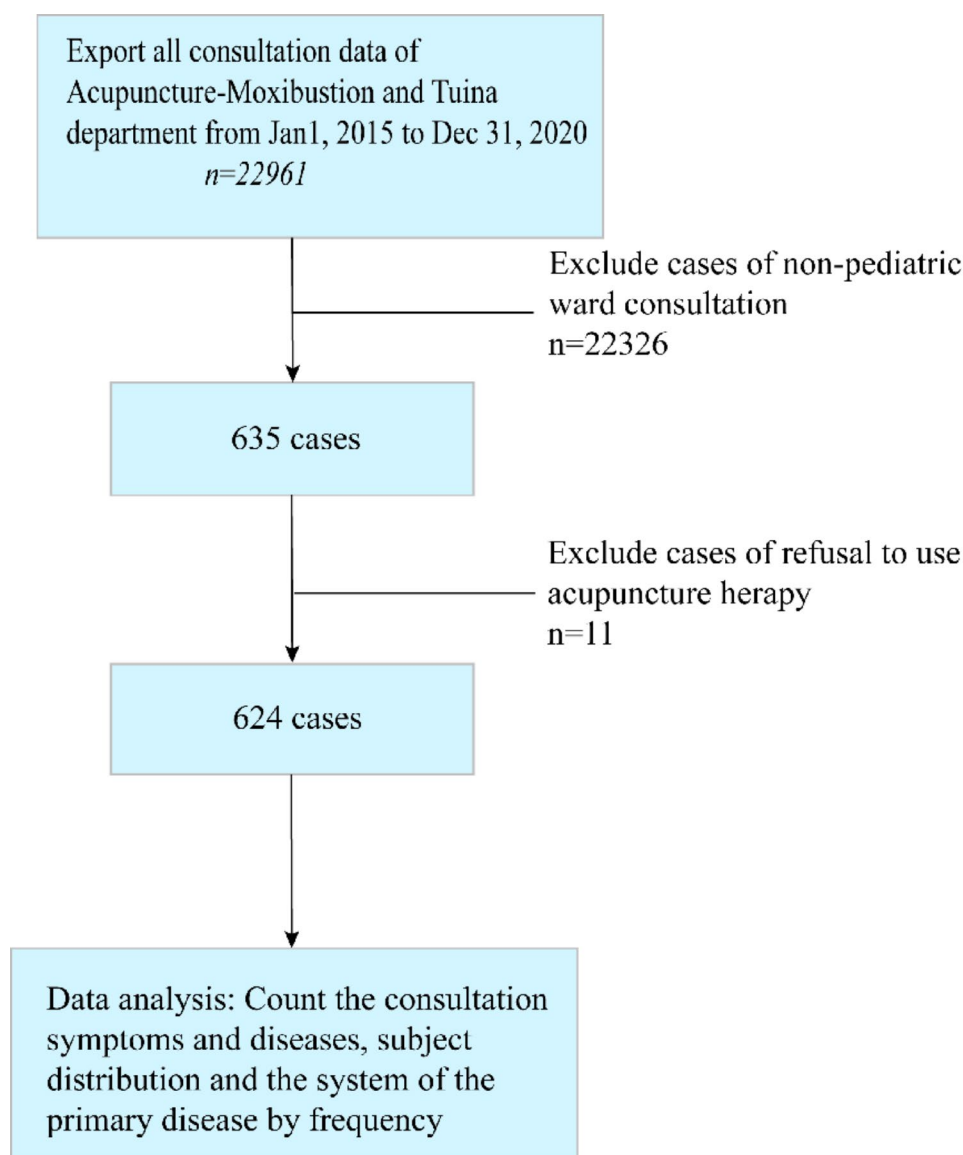 Export all consultation data of
Acupuncture-Moxibustion and Tuina
department from Jan1, 2015 to Dec 31, 2020
n=22961
Exclude cases of non-pediatric
ward consultation
n=22326
635 cases
Exclude cases of refusal to use
acupuncture herapy
n=11
624 cases
Data analysis: Count the consultation
symptoms and diseases, subject
distribution and the system of the
primary disease by frequency